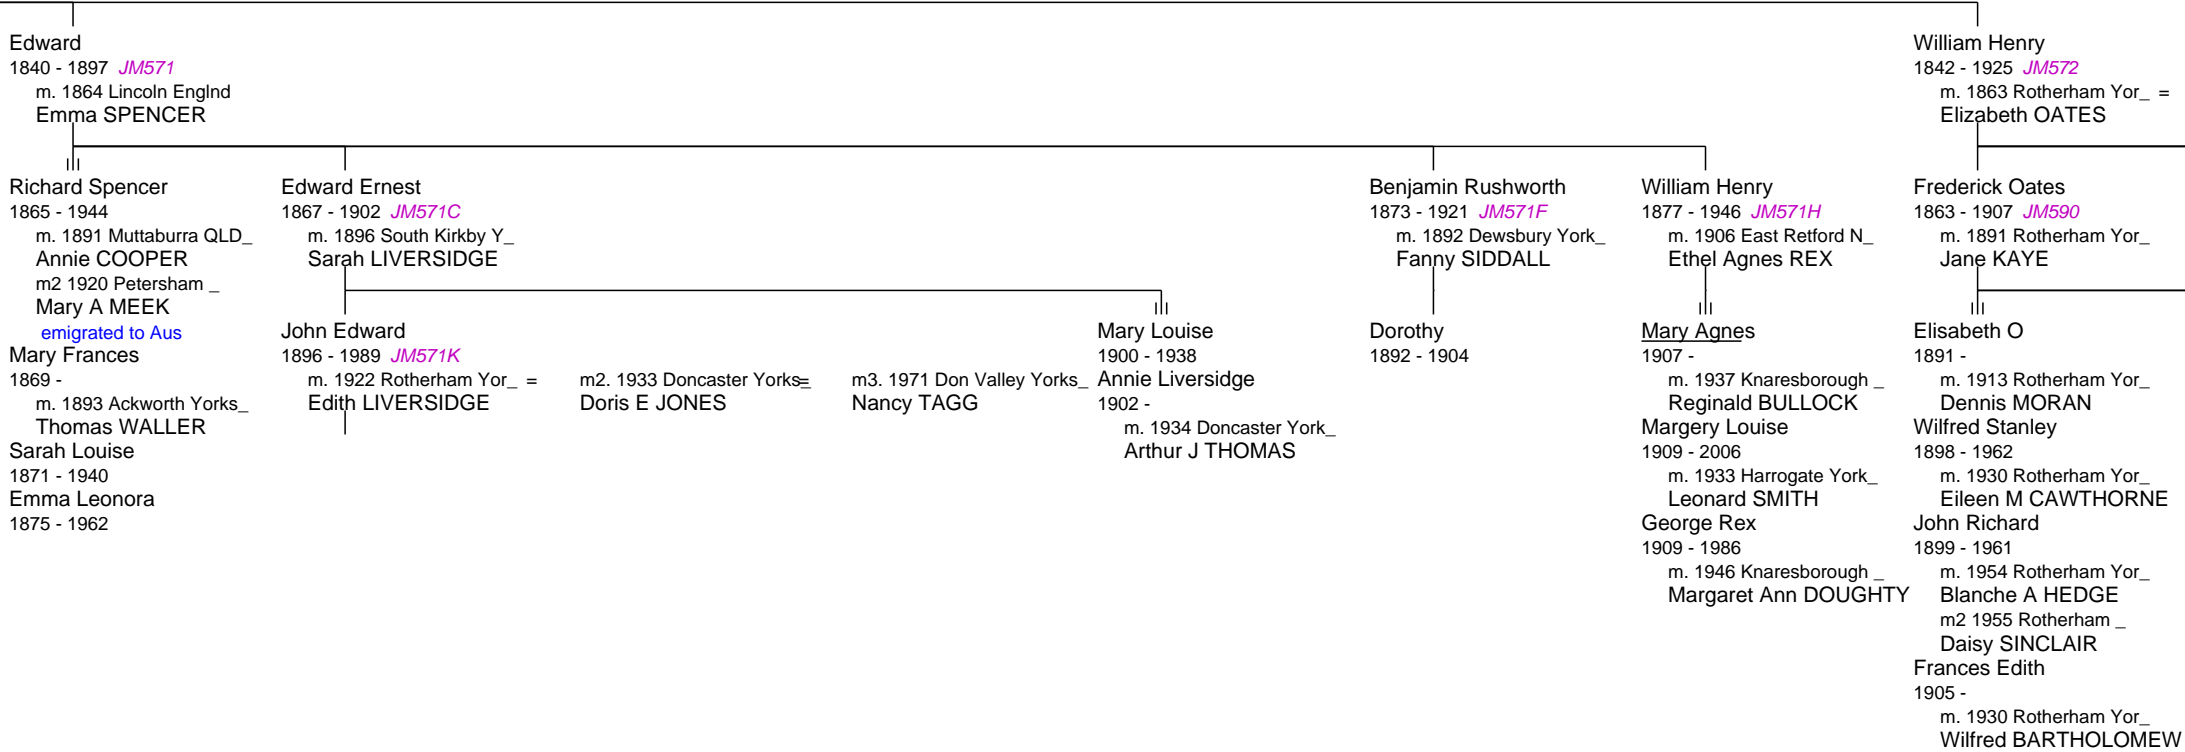 Edward
1840 - 1897 JM571
m. 1864 Lincoln Englnd
Emma SPENCER
William Henry
1842 - 1925 JM572
m. 1863 Rotherham Yor_ =
Elizabeth OATES
Richard Spencer
1865 - 1944
m. 1891 Muttaburra QLD_
Annie COOPER
m2 1920 Petersham _
Mary A MEEK
emigrated to Aus
Mary Frances
1869 -
m. 1893 Ackworth Yorks_
Thomas WALLER
Sarah Louise
1871 - 1940
Emma Leonora
1875 - 1962
Edward Ernest
1867 - 1902 JM571C
m. 1896 South Kirkby Y_
Sarah LIVERSIDGE
John Edward
1896 - 1989 JM571K
m. 1922 Rotherham Yor_ =
Edith LIVERSIDGE
m2. 1933 Doncaster Yorks_=
Doris E JONES
m3. 1971 Don Valley Yorks_
Nancy TAGG
Mary Louise
1900 - 1938
Annie Liversidge
1902 -
m. 1934 Doncaster York_
Arthur J THOMAS
Benjamin Rushworth
1873 - 1921 JM571F
m. 1892 Dewsbury York_
Fanny SIDDALL
Dorothy
1892 - 1904
William Henry
1877 - 1946 JM571H
m. 1906 East Retford N_
Ethel Agnes REX
Mary Agnes
1907 -
m. 1937 Knaresborough _
Reginald BULLOCK
Margery Louise
1909 - 2006
m. 1933 Harrogate York_
Leonard SMITH
George Rex
1909 - 1986
m. 1946 Knaresborough _
Margaret Ann DOUGHTY
Frederick Oates
1863 - 1907 JM590
m. 1891 Rotherham Yor_
Jane KAYE
Elisabeth O
1891 -
m. 1913 Rotherham Yor_
Dennis MORAN
Wilfred Stanley
1898 - 1962
m. 1930 Rotherham Yor_
Eileen M CAWTHORNE
John Richard
1899 - 1961
m. 1954 Rotherham Yor_
Blanche A HEDGE
m2 1955 Rotherham _
Daisy SINCLAIR
Frances Edith
1905 -
m. 1930 Rotherham Yor_
Wilfred BARTHOLOMEW